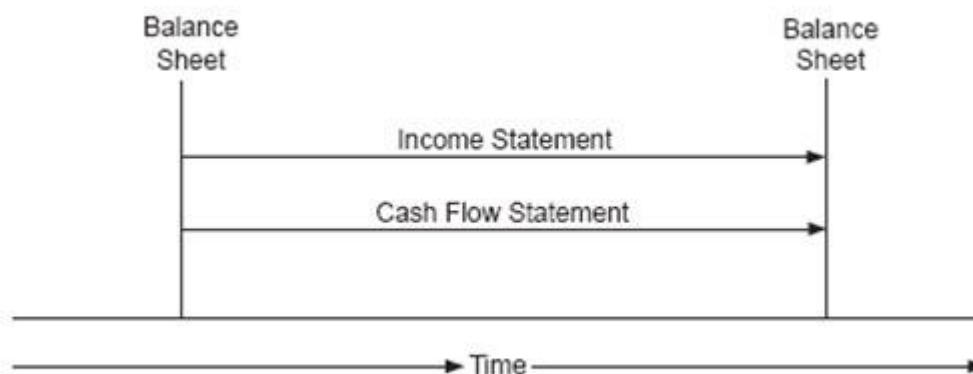 Balance
Sheet
Balance
Sheet
Income Statement
Cash Flow Statement
Time